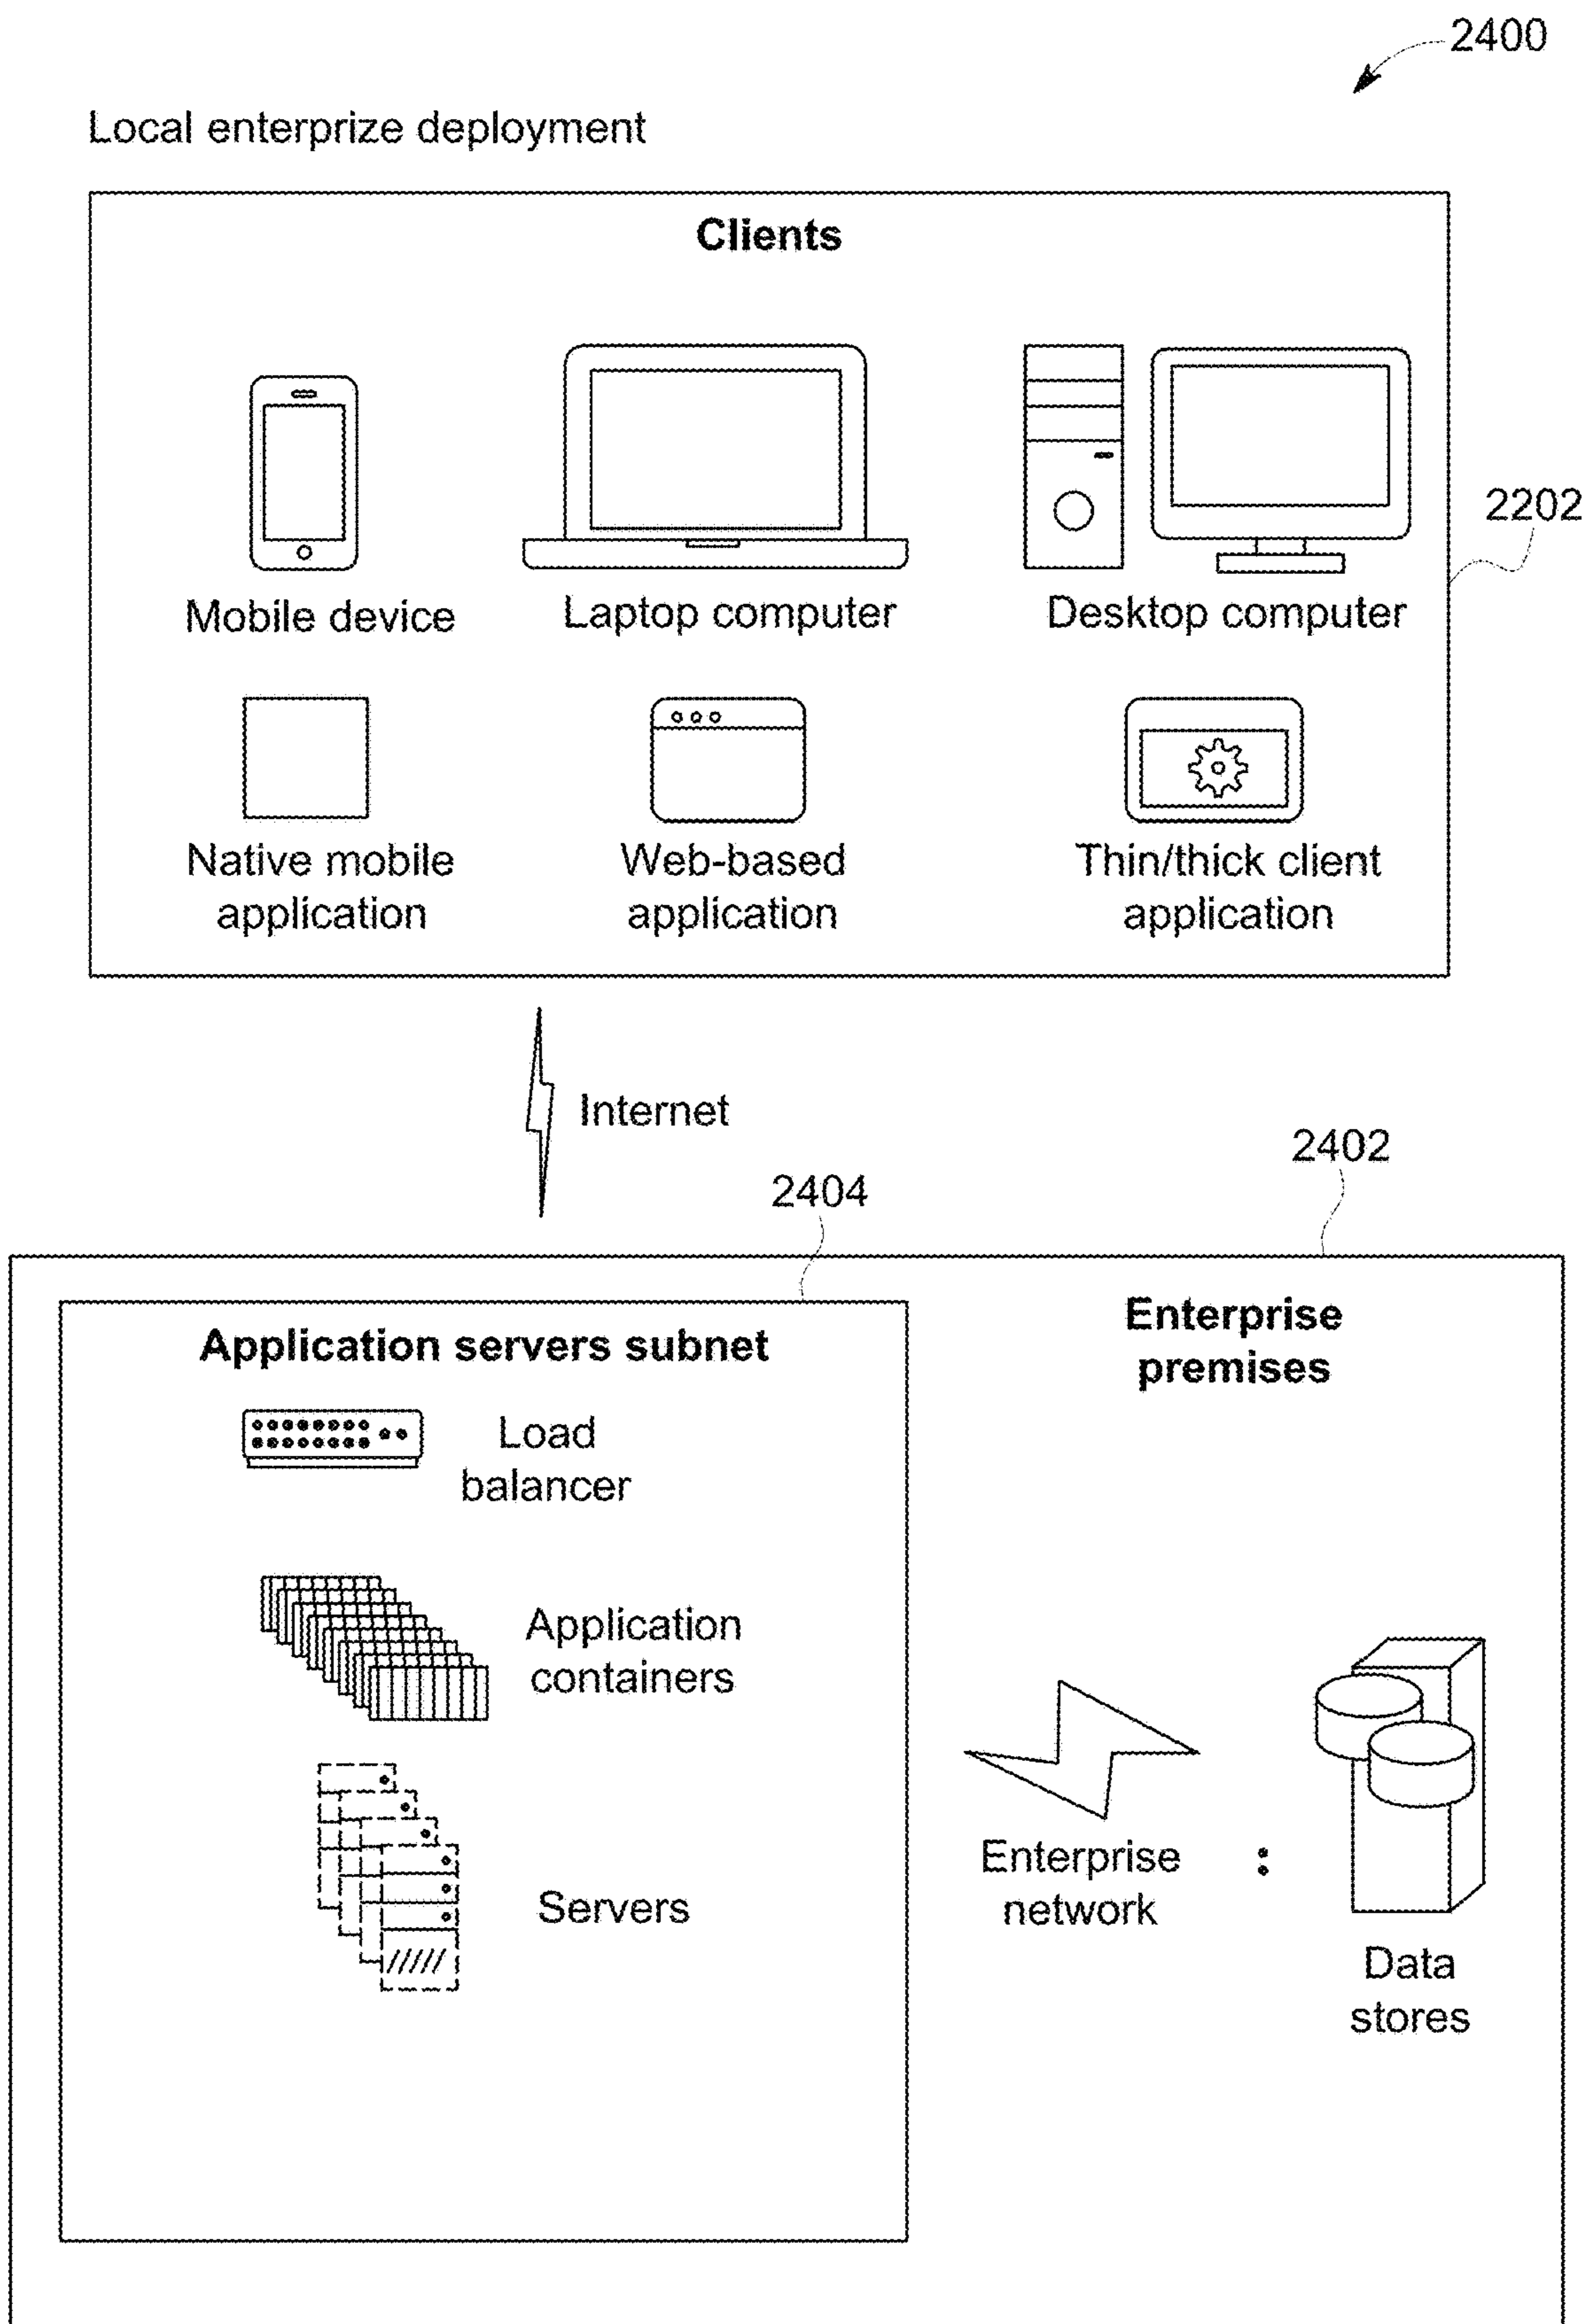 2400
Local enterprize deployment
Clients
2202
Mobile device
Laptop computer
Desktop computer
Native mobile
application
Web-based
application
Thin/thick client
application
Internet
2402
2404
Application servers subnet
Enterprise
premises
Load
balancer
Application
containers
Servers
Enterprise
network
:
Data
stores